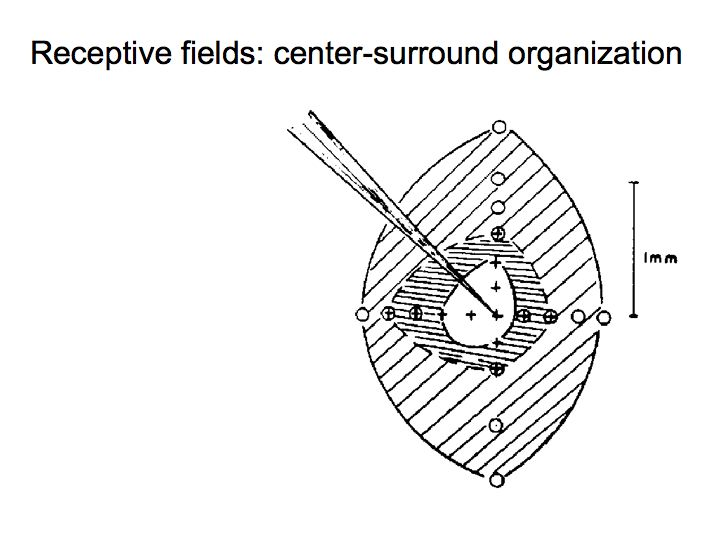 Receptive fields: center-surround organization
1mm